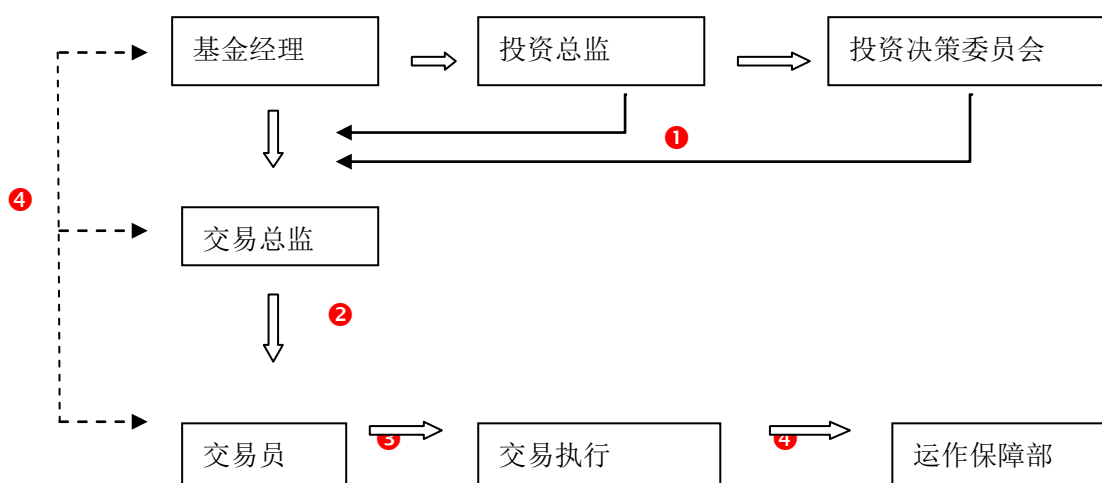 基金经理 投资总监 投资决策委员会
❶
❹
交易总监
❷
交易员 ❸ 交易执行 ❹ 运作保障部